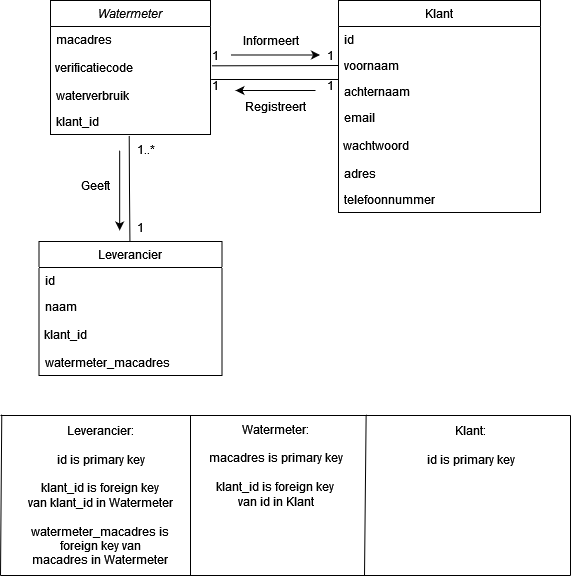 Watermeter
macadres
verificatiecode
waterverbruik
klant_id
1 Informeert 1
1 Registreert 1
Klant
id
voornaam
achternaam
email
wachtwoord
adres
telefoonnummer
1..*
Geeft
1
Leverancier
id
naam
klant_id
watermeter_macadres
Leverancier:
id is primary key
klant_id is foreign key
van klant_id in Watermeter
watermeter_macadres is
foreign key van
macadres in Watermeter
Watermeter:
macadres is primary key
klant_id is foreign key
van id in Klant
Klant:
id is primary key